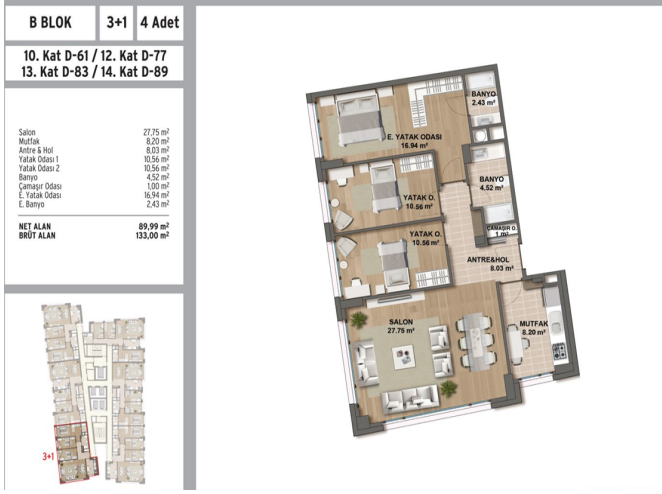 B BLOK 3+1 4 Adet
10. Kat D-61 / 12. Kat D-77
13. Kat D-83 / 14. Kat D-89
Salon 27,75 m²
Mutfak 8,20 m²
Antre & Hol 8,03 m²
Yatak Odası 1 10,56 m²
Yatak Odası 2 10,56 m²
Banyo 4,52 m²
Çamaşır Odası 1,00 m²
E. Yatak Odası 16,94 m²
E. Banyo 2,43 m²
NET ALAN 89,99 m²
BRÜT ALAN 133,00 m²
3+1
BANYO
2.43 m²
E. YATAK ODASI
16.94 m²
BANYO
4.52 m²
YATAK O.
10.56 m²
ÇAMAŞIR O.
1 m²
YATAK O.
10.56 m²
ANTRE&HOL
8.03 m²
SALON
27.75 m²
MUTFAK
8.20 m²